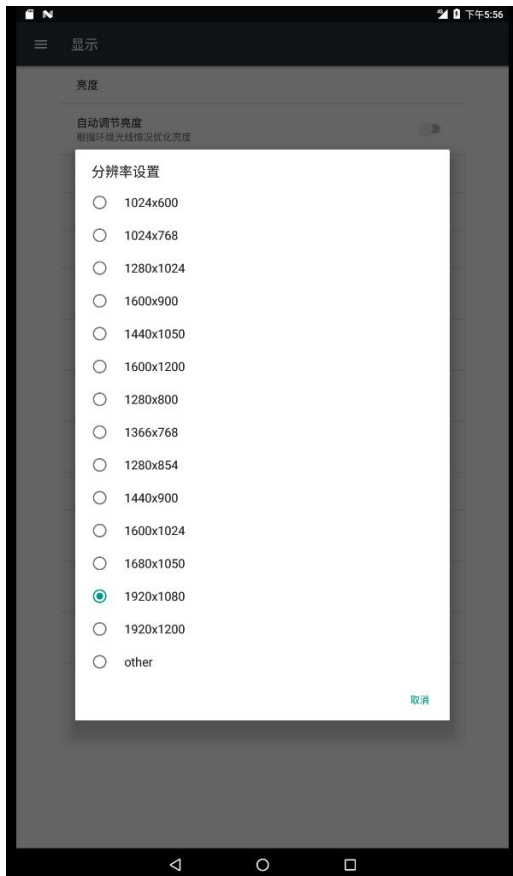 下午5:56
显示
亮度
自动调节亮度
根据环境光线情况优化亮度
分辨率设置
1024x600
1024x768
1280x1024
1600x900
1440x1050
1600x1200
1280x800
1366x768
1280x854
1440x900
1600x1024
1680x1050
1920x1080
1920x1200
other
取消